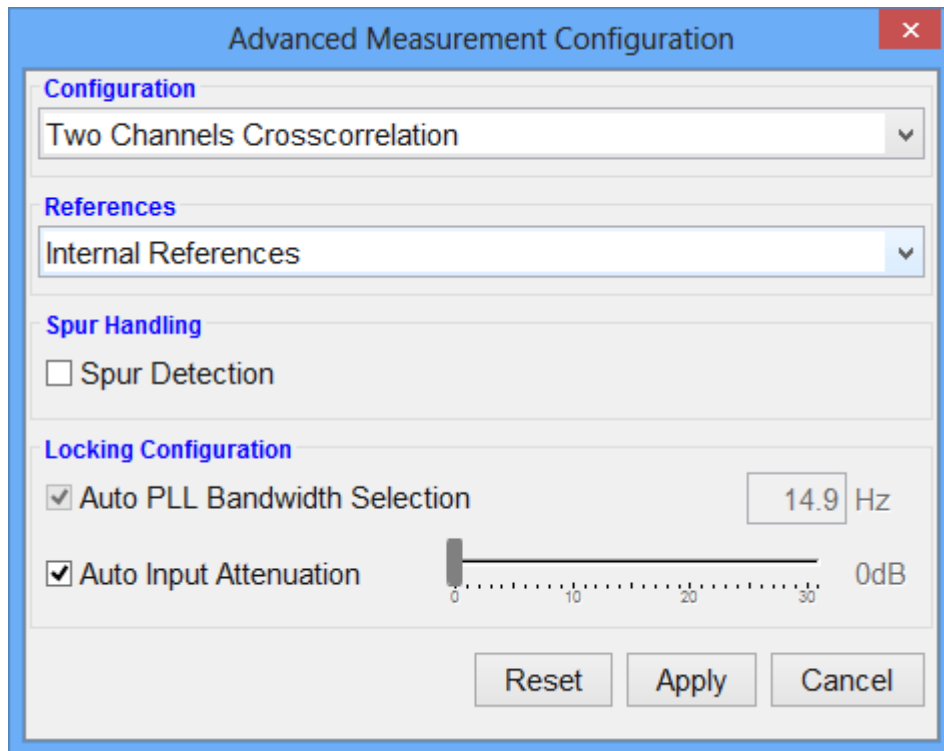 Advanced Measurement Configuration
Configuration
Two Channels Crosscorrelation
References
Internal References
Spur Handling
Spur Detection
Locking Configuration
Auto PLL Bandwidth Selection 14.9 Hz
Auto Input Attenuation 0dB
0 10 20 30
Reset Apply Cancel